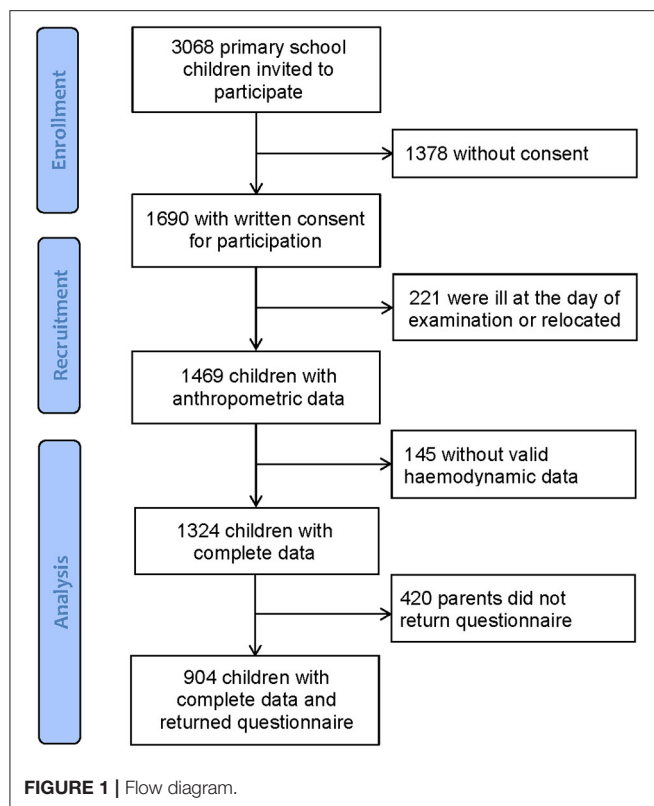 Enrollment
3068 primary school
children invited to
participate
1378 without consent
1690 with written consent
for participation
Recruitment
221 were ill at the day of
examination or relocated
1469 children with
anthropometric data
Analysis
145 without valid
haemodynamic data
1324 children with
complete data
420 parents did not
return questionnaire
904 children with
complete data and
returned questionnaire
FIGURE 1 | Flow diagram.